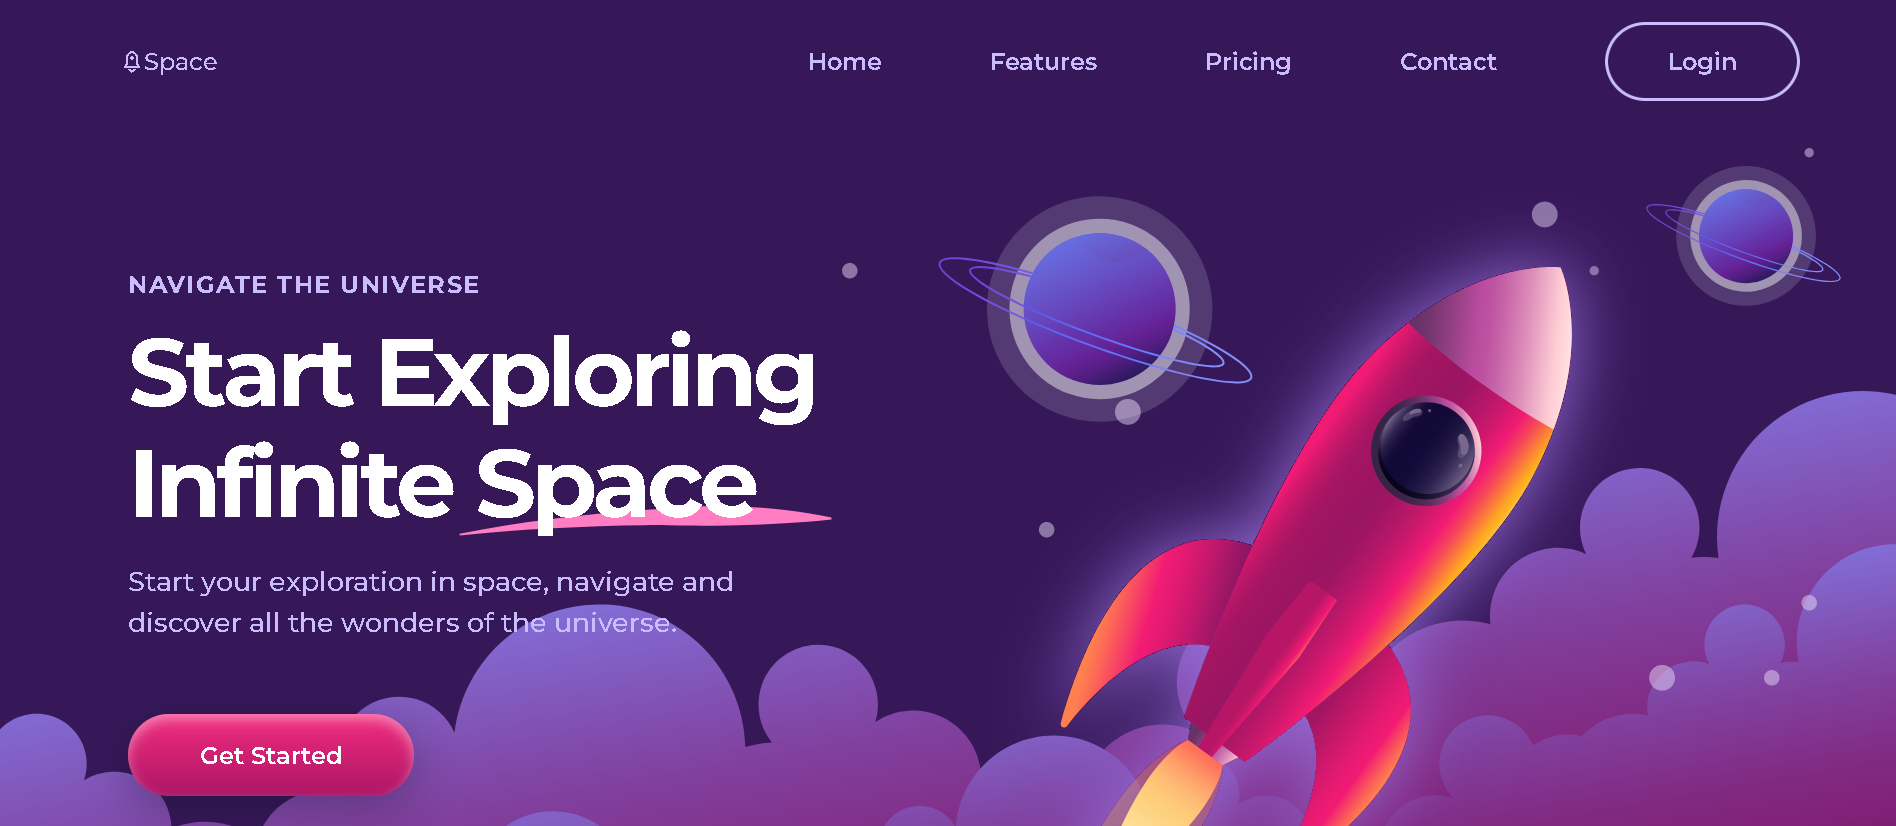 Space
Home
Features
Pricing
Contact
Login
NAVIGATE THE UNIVERSE
Start Exploring
Infinite Space
Start your exploration in space, navigate and
discover all the wonders of the universe.
Get Started